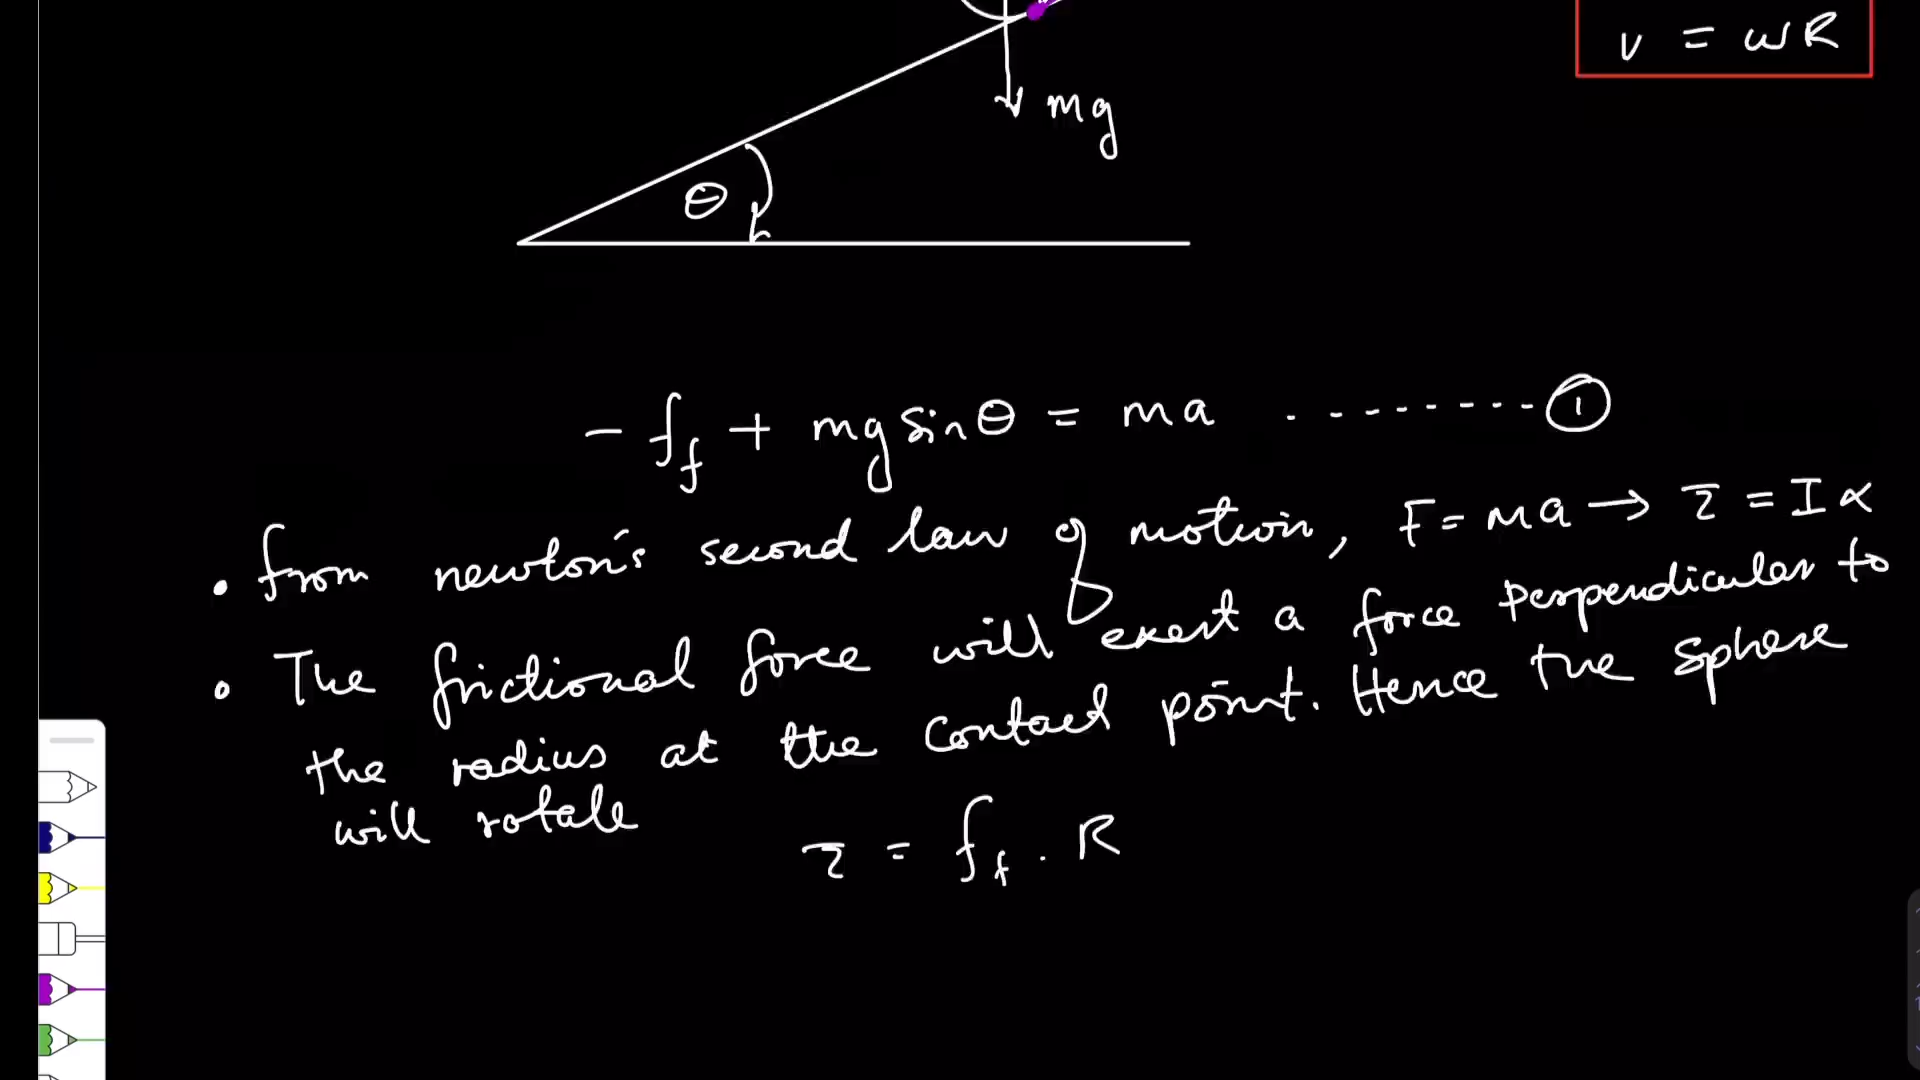 v = ωR
mg
θ
- f_f + mg sinθ = ma ......... ①
• from newton's second law of motion, F = ma → τ = Iα
• The frictional force will exert a force perpendicular to
the radius at the contact point. Hence the sphere
will rotate
τ = f_f . R